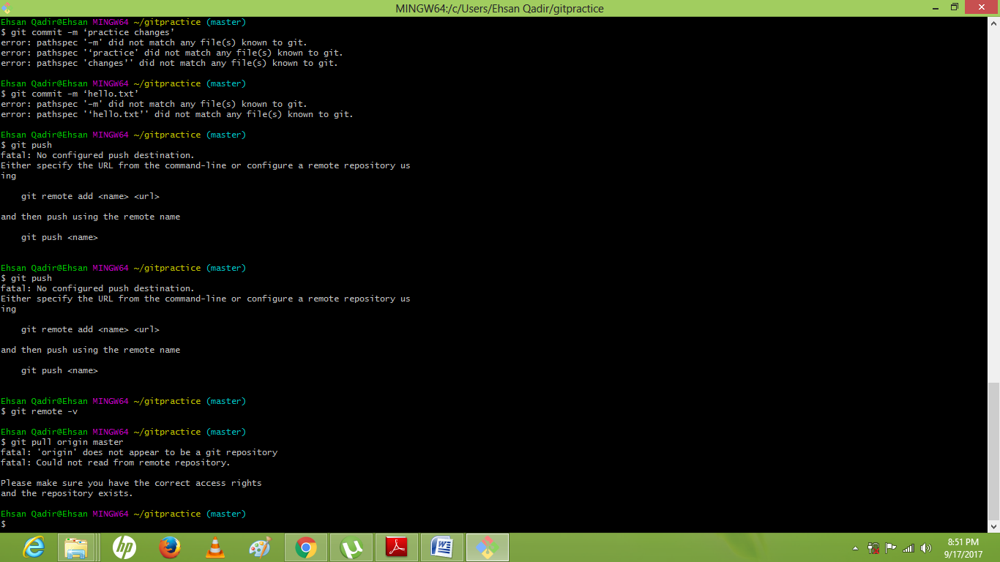 MINGW64:/c/Users/Ehsan Qadir/gitpractice
Ehsan Qadir@Ehsan MINGW64 ~/gitpractice (master)
$ git commit –m ‘practice changes’
error: pathspec '–m' did not match any file(s) known to git.
error: pathspec '‘practice' did not match any file(s) known to git.
error: pathspec 'changes’' did not match any file(s) known to git.
Ehsan Qadir@Ehsan MINGW64 ~/gitpractice (master)
$ git commit –m ‘hello.txt’
error: pathspec '–m' did not match any file(s) known to git.
error: pathspec '‘hello.txt’' did not match any file(s) known to git.
Ehsan Qadir@Ehsan MINGW64 ~/gitpractice (master)
$ git push
fatal: No configured push destination.
Either specify the URL from the command-line or configure a remote repository us
ing
git remote add <name> <url>
and then push using the remote name
git push <name>
Ehsan Qadir@Ehsan MINGW64 ~/gitpractice (master)
$ git push
fatal: No configured push destination.
Either specify the URL from the command-line or configure a remote repository us
ing
git remote add <name> <url>
and then push using the remote name
git push <name>
Ehsan Qadir@Ehsan MINGW64 ~/gitpractice (master)
$ git remote -v
Ehsan Qadir@Ehsan MINGW64 ~/gitpractice (master)
$ git pull origin master
fatal: 'origin' does not appear to be a git repository
fatal: Could not read from remote repository.
Please make sure you have the correct access rights
and the repository exists.
Ehsan Qadir@Ehsan MINGW64 ~/gitpractice (master)
$
8:51 PM
9/17/2017